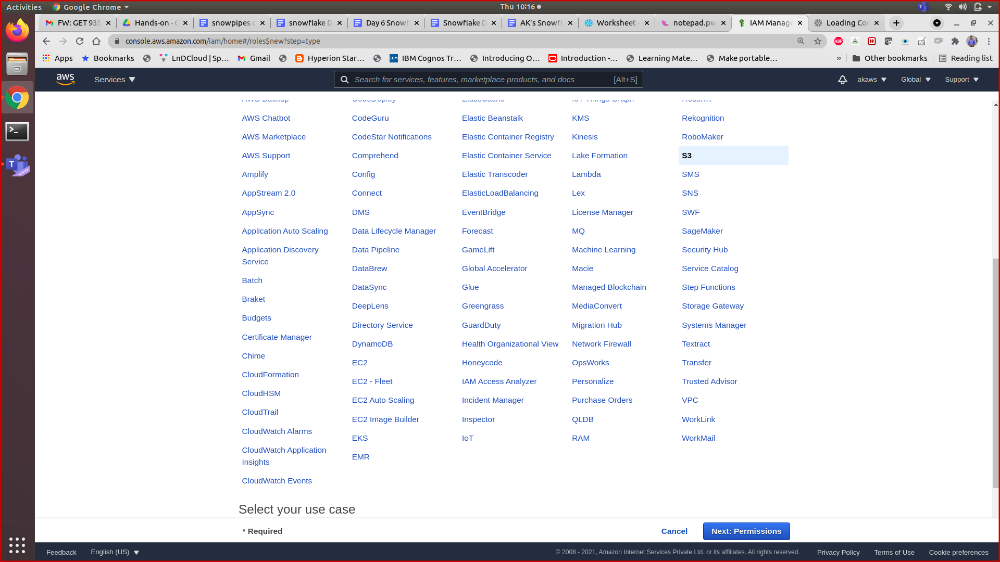 Activities Google Chrome Thu 10:16
FW: GET 935 Hands-on - snowpipes snowflake D Day 6 Snowf Snowflake D AK's Snowfl Worksheet - notepad.pw IAM Manage Loading Co
console.aws.amazon.com/iam/home#/roles$new?step=type
Apps Bookmarks LnDCloud | Sp... Gmail Hyperion Star... IBM Cognos Tr... Introducing O... Introduction -... Learning Mate... Make portable... » Other bookmarks Reading list
aws Services Search for services, features, marketplace products, and docs [Alt+S] akaws Global Support
AWS Backup CodeDeploy ElastiCache IoT Things Graph Redshift
AWS Chatbot CodeGuru Elastic Beanstalk KMS Rekognition
AWS Marketplace CodeStar Notifications Elastic Container Registry Kinesis RoboMaker
AWS Support Comprehend Elastic Container Service Lake Formation S3
Amplify Config Elastic Transcoder Lambda SMS
AppStream 2.0 Connect ElasticLoadBalancing Lex SNS
AppSync DMS EventBridge License Manager SWF
Application Auto Scaling Data Lifecycle Manager Forecast MQ SageMaker
Application Discovery Data Pipeline GameLift Machine Learning Security Hub
Service
DataBrew Global Accelerator Macie Service Catalog
Batch DataSync Glue Managed Blockchain Step Functions
Braket DeepLens Greengrass MediaConvert Storage Gateway
Budgets Directory Service GuardDuty Migration Hub Systems Manager
Certificate Manager DynamoDB Health Organizational View Network Firewall Textract
Chime EC2 Honeycode OpsWorks Transfer
CloudFormation EC2 - Fleet IAM Access Analyzer Personalize Trusted Advisor
CloudHSM EC2 Auto Scaling Incident Manager Purchase Orders VPC
CloudTrail EC2 Image Builder Inspector QLDB WorkLink
CloudWatch Alarms EKS IoT RAM WorkMail
CloudWatch Application EMR
Insights
CloudWatch Events
Select your use case
* Required Cancel Next: Permissions
Feedback English (US) © 2008 - 2021, Amazon Internet Services Private Ltd. or its affiliates. All rights reserved. Privacy Policy Terms of Use Cookie preferences